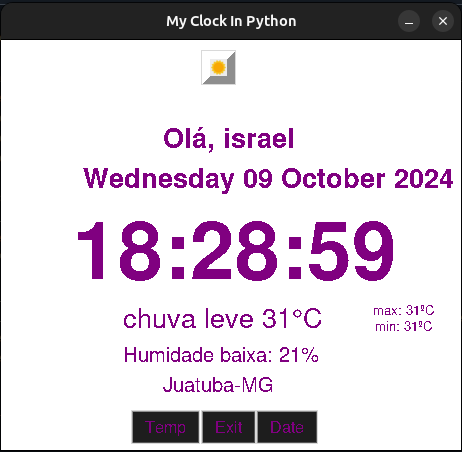 My Clock In Python
Olá, israel
Wednesday 09 October 2024
18:28:59
chuva leve 31°C
max: 31ºC
min: 31ºC
Humidade baixa: 21%
Juatuba-MG
Temp Exit Date